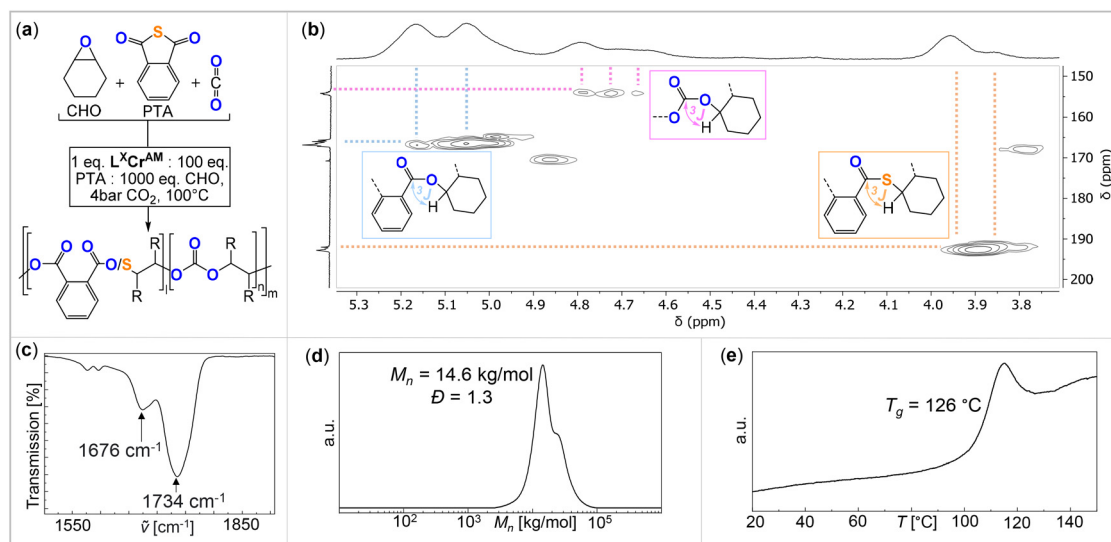 (a)
O
O
S
O
O
C
O
+
+
CHO
PTA
1 eq. LˣCrᴬᴹ : 100 eq.
PTA : 1000 eq. CHO,
4bar CO₂, 100°C
O
O
R
O
R
O
O/S
O
O
R
R
l
n
m
(b)
O
O
O
3
J
H
O
O
3
J
H
O
S
3
J
H
150
160
170
180
190
200
δ (ppm)
5.3
5.2
5.1
5.0
4.9
4.8
4.7
4.6
4.5
4.4
4.3
4.2
4.1
4.0
3.9
3.8
δ (ppm)
(c)
Transmission [%]
1676 cm⁻¹
1734 cm⁻¹
1550
ṽ [cm⁻¹]
1850
(d)
Mₙ = 14.6 kg/mol
Đ = 1.3
a.u.
10²
10³
Mₙ [kg/mol]
10⁵
(e)
T_g = 126 °C
a.u.
20
40
60
80
T [°C]
100
120
140